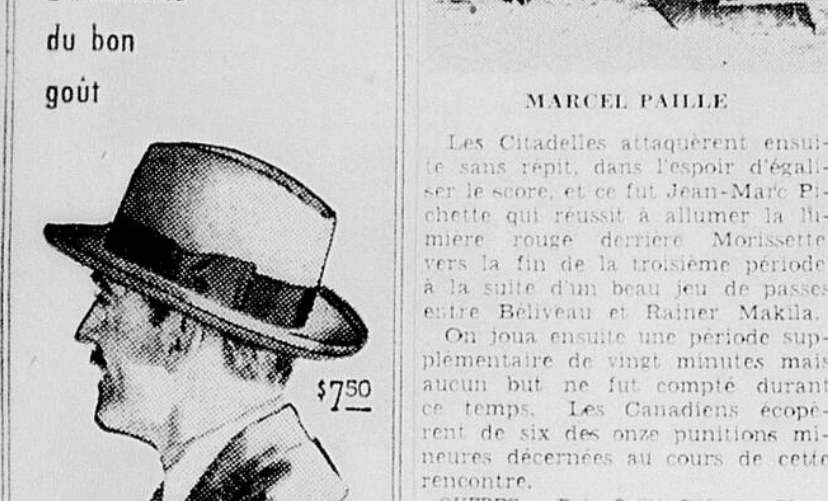 du bon
goût
$7.50
MARCEL PAILLE
Les Citadelles attaquèrent ensui-
te sans répit, dans l'espoir d'égali-
ser le score, et ce fut Jean-Marc Pi-
chette qui réussit à allumer la lu-
mière rouge derrière Morissette
vers la fin de la troisième période
à la suite d'un beau jeu de passes
entre Béliveau et Rainer Makila.
On joua ensuite une période sup-
plémentaire de vingt minutes mais
aucun but ne fut compté durant
ce temps. Les Canadiens écopè-
rent de six des onze punitions mi-
neures décernées au cours de cette
rencontre.